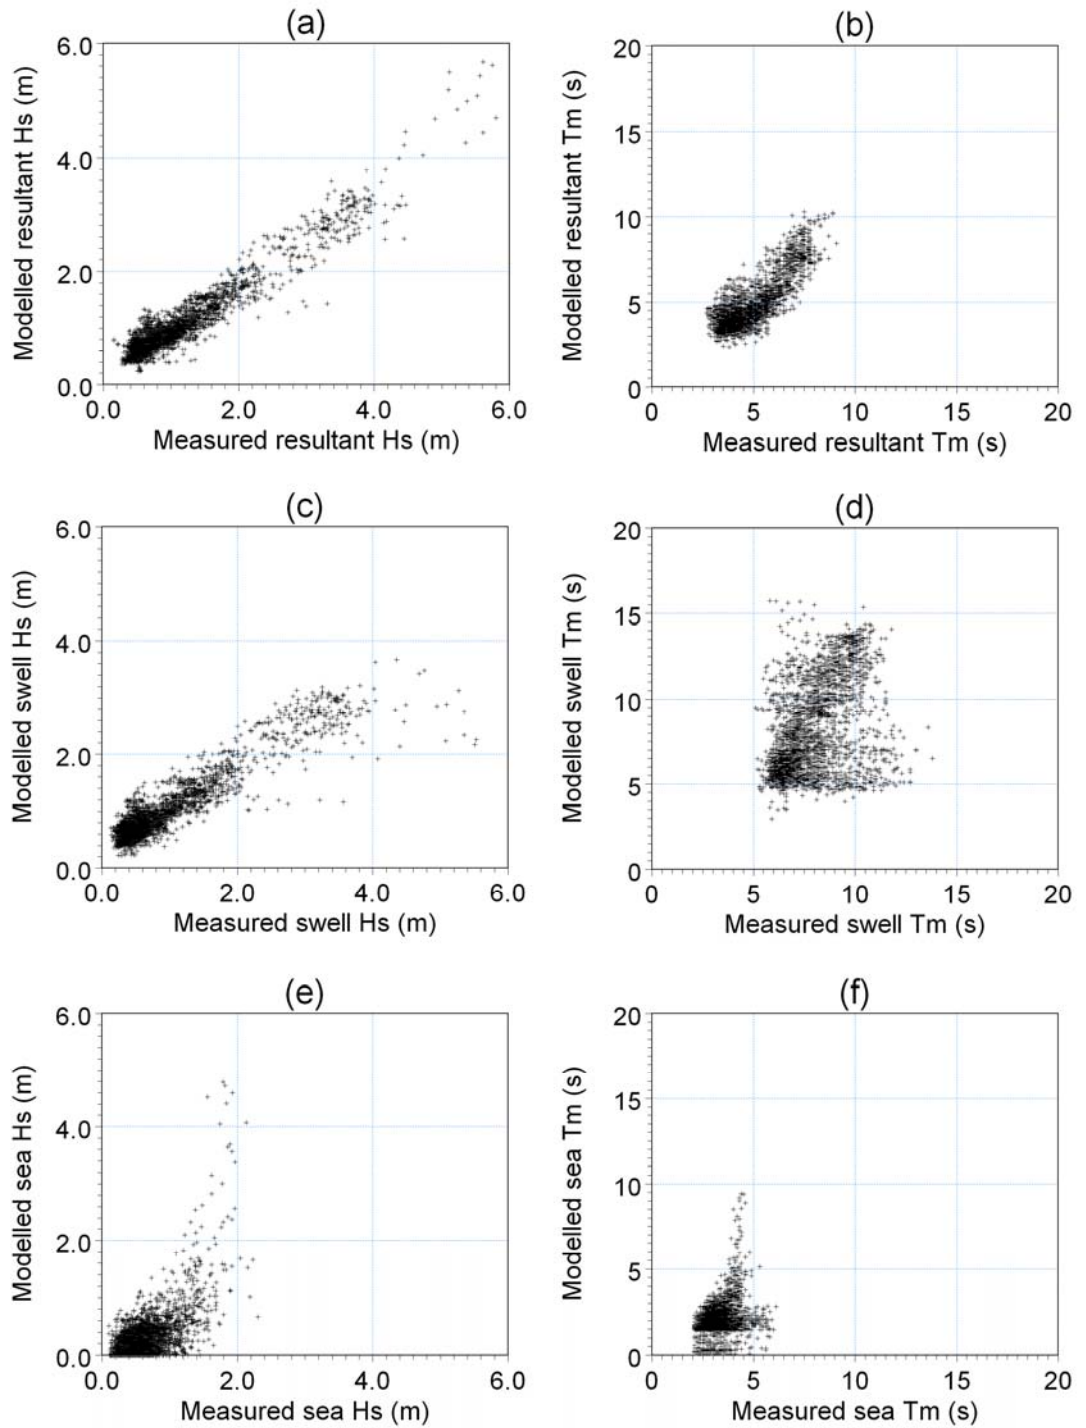 (a)
6.0
4.0
2.0
0.0
0.0 2.0 4.0 6.0
Modelled resultant Hs (m)
Measured resultant Hs (m)
(b)
20
15
10
5
0
0 5 10 15 20
Modelled resultant Tm (s)
Measured resultant Tm (s)
(c)
6.0
4.0
2.0
0.0
0.0 2.0 4.0 6.0
Modelled swell Hs (m)
Measured swell Hs (m)
(d)
20
15
10
5
0
0 5 10 15 20
Modelled swell Tm (s)
Measured swell Tm (s)
(e)
6.0
4.0
2.0
0.0
0.0 2.0 4.0 6.0
Modelled sea Hs (m)
Measured sea Hs (m)
(f)
20
15
10
5
0
0 5 10 15 20
Modelled sea Tm (s)
Measured sea Tm (s)